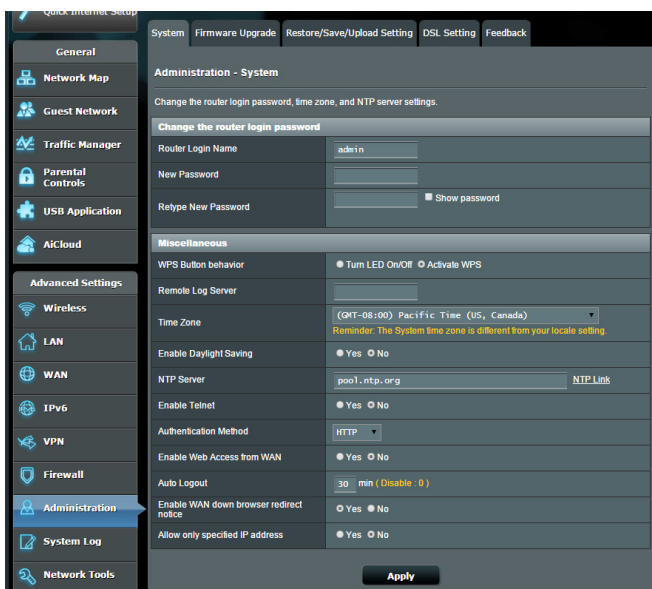 Quick Internet Setup
General
Network Map
Guest Network
Traffic Manager
Parental
Controls
USB Application
AiCloud
Advanced Settings
Wireless
LAN
WAN
IPv6
VPN
Firewall
Administration
System Log
Network Tools
System Firmware Upgrade Restore/Save/Upload Setting DSL Setting Feedback
Administration - System
Change the router login password, time zone, and NTP server settings.
Change the router login password
Router Login Name admin
New Password
Retype New Password Show password
Miscellaneous
WPS Button behavior Turn LED On/Off Activate WPS
Remote Log Server
Time Zone (GMT-08:00) Pacific Time (US, Canada)
Reminder: The System time zone is different from your locale setting.
Enable Daylight Saving Yes No
NTP Server pool.ntp.org NTP Link
Enable Telnet Yes No
Authentication Method HTTP
Enable Web Access from WAN Yes No
Auto Logout 30 min ( Disable : 0 )
Enable WAN down browser redirect
notice Yes No
Allow only specified IP address Yes No
Apply